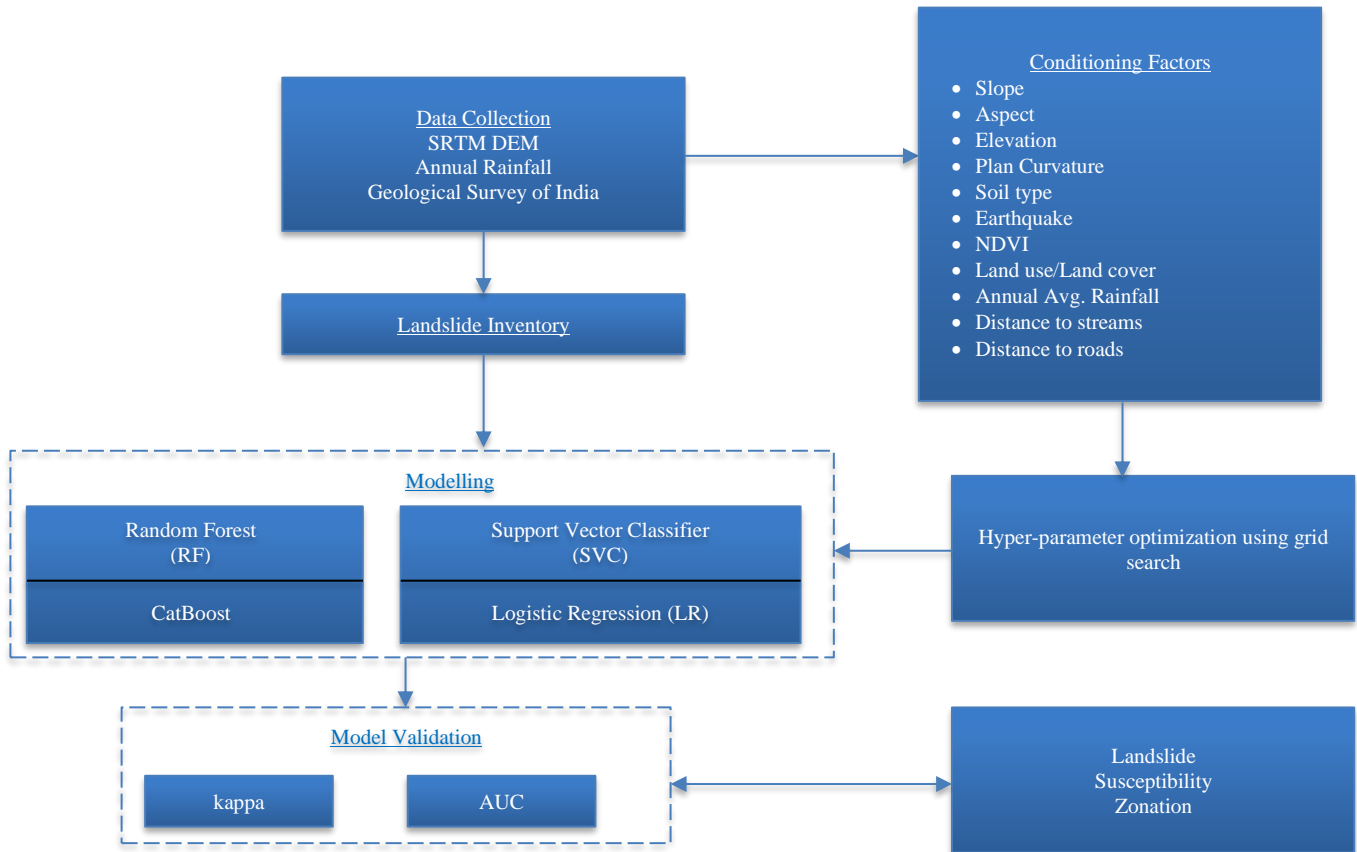 Data Collection
SRTM DEM
Annual Rainfall
Geological Survey of India
Conditioning Factors
• Slope
• Aspect
• Elevation
• Plan Curvature
• Soil type
• Earthquake
• NDVI
• Land use/Land cover
• Annual Avg. Rainfall
• Distance to streams
• Distance to roads
Landslide Inventory
Modelling
Random Forest
(RF)
CatBoost
Support Vector Classifier
(SVC)
Logistic Regression (LR)
Hyper-parameter optimization using grid
search
Model Validation
kappa
AUC
Landslide
Susceptibility
Zonation